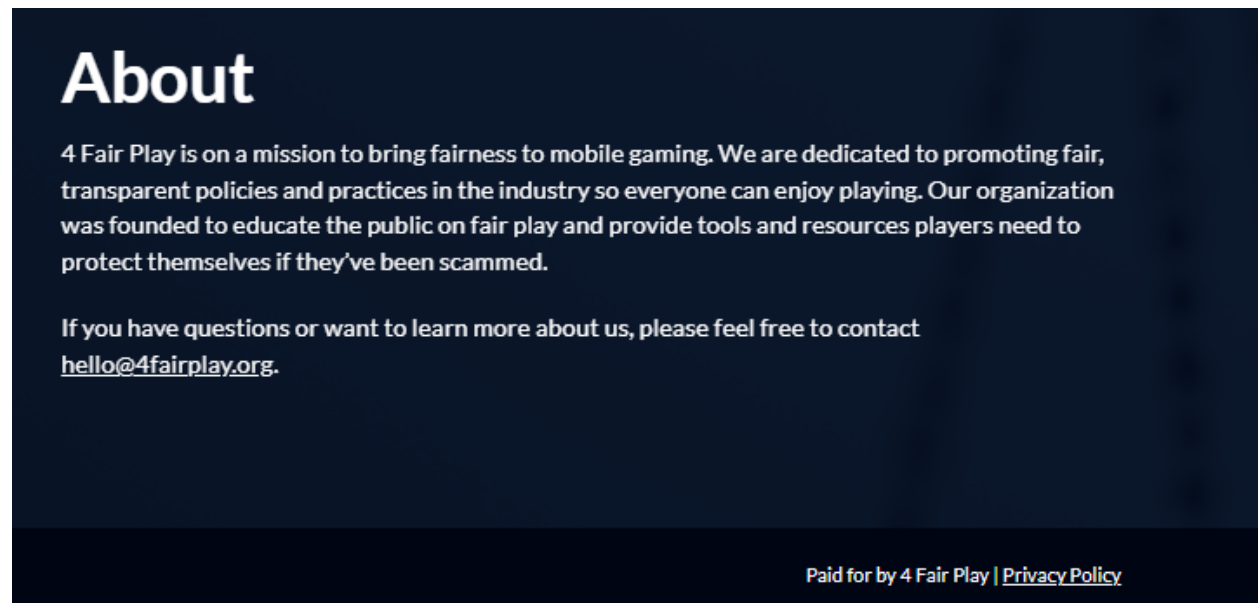 About
4 Fair Play is on a mission to bring fairness to mobile gaming. We are dedicated to promoting fair,
transparent policies and practices in the industry so everyone can enjoy playing. Our organization
was founded to educate the public on fair play and provide tools and resources players need to
protect themselves if they've been scammed.
If you have questions or want to learn more about us, please feel free to contact
hello@4fairplay.org.
Paid for by 4 Fair Play | Privacy Policy